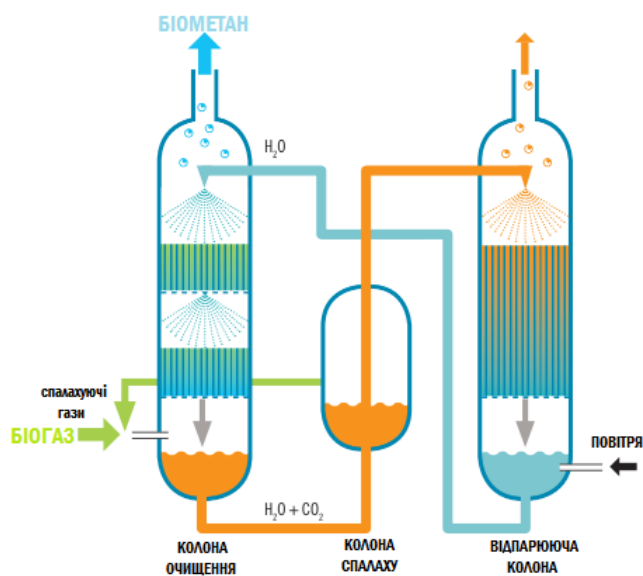 БІОМЕТАН
H₂O
спалахуючі
гази
БІОГАЗ
ПОВІТРЯ
H₂O + CO₂
КОЛОНА
ОЧИЩЕННЯ
КОЛОНА
СПАЛАХУ
ВІДПАРЮЮЧА
КОЛОНА